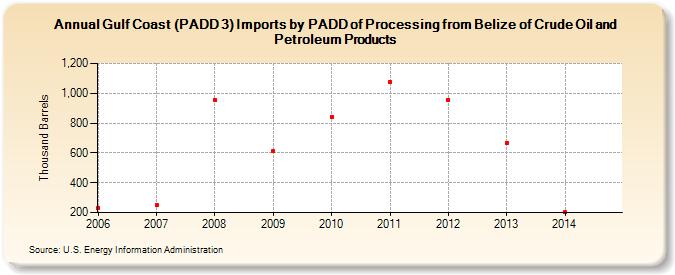 Annual Gulf Coast (PADD 3) Imports by PADD of Processing from Belize of Crude Oil and
Petroleum Products
Thousand Barrels
1,200
1,000
800
600
400
200
2006 2007 2008 2009 2010 2011 2012 2013 2014
Source: U.S. Energy Information Administration